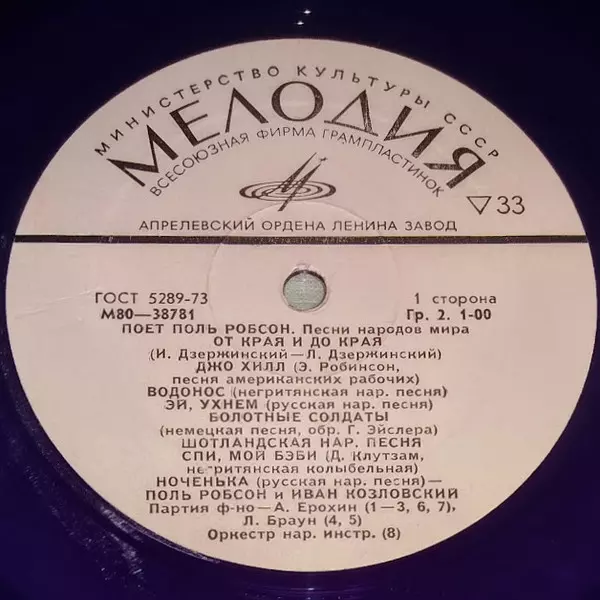 МИНИСТЕРСТВО КУЛЬТУРЫ СССР
МЕЛОДИЯ
ВСЕСОЮЗНАЯ ФИРМА ГРАМПЛАСТИНОК
▽33
АПРЕЛЕВСКИЙ ОРДЕНА ЛЕНИНА ЗАВОД
ГОСТ 5289-73 1 сторона
М80—38781 Гр. 2. 1-00
ПОЕТ ПОЛЬ РОБСОН. Песни народов мира
ОТ КРАЯ И ДО КРАЯ
(И. Дзержинский—Л. Дзержинский)
ДЖО ХИЛЛ (Э. Робинсон,
песня американских рабочих)
ВОДОНОС (негритянская нар. песня)
ЭЙ, УХНЕМ (русская нар. песня)
БОЛОТНЫЕ СОЛДАТЫ
(немецкая песня, обр. Г. Эйслера)
ШОТЛАНДСКАЯ НАР. ПЕСНЯ
СПИ, МОЙ БЭБИ (Д. Клутзам,
негритянская колыбельная)
НОЧЕНЬКА (русская нар. песня)—
ПОЛЬ РОБСОН и ИВАН КОЗЛОВСКИЙ
Партия ф-но—А. Ерохин (1—3, 6, 7),
Л. Браун (4, 5)
Оркестр нар. инстр. (8)